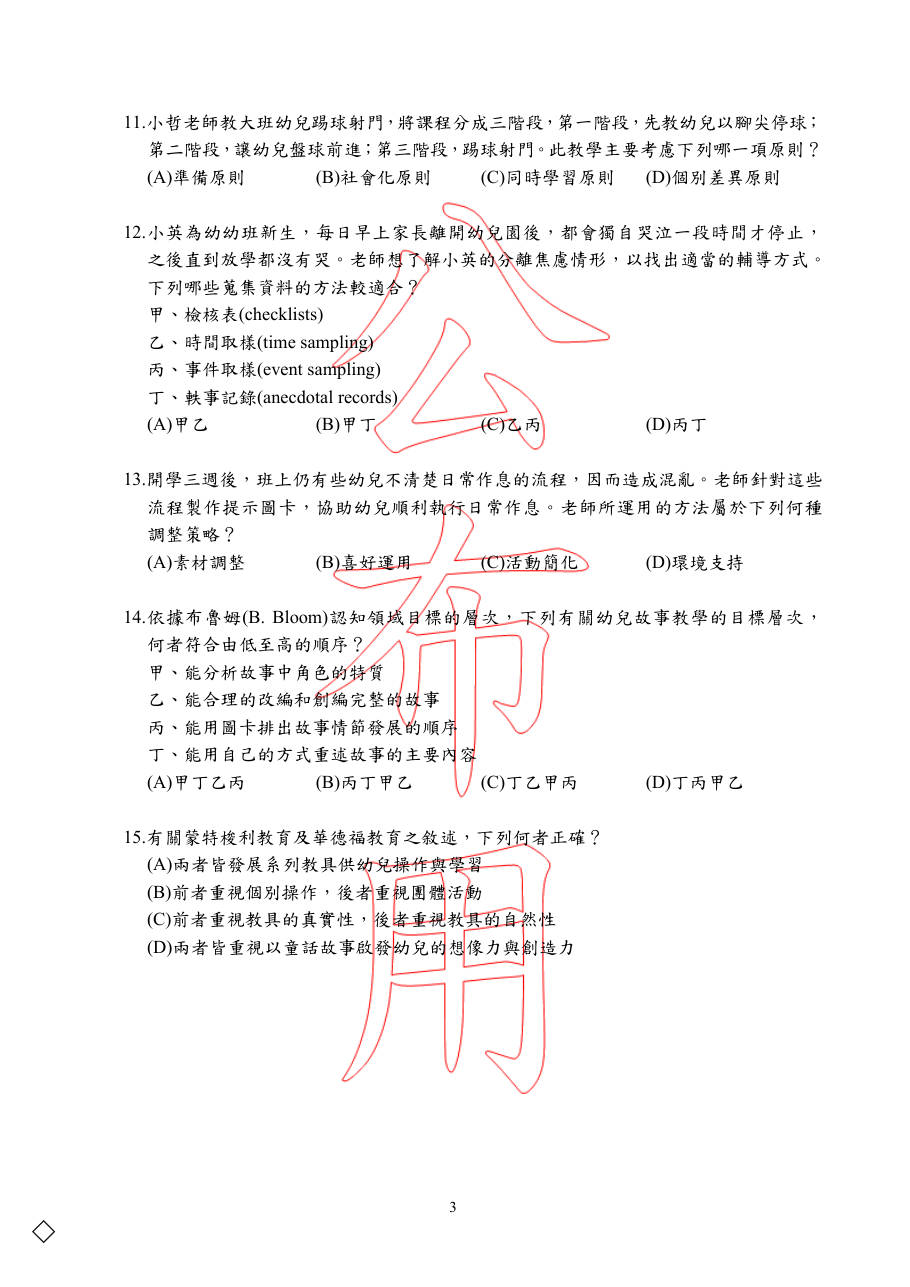 11.小哲老師教大班幼兒踢球射門，將課程分成三階段，第一階段，先教幼兒以腳尖停球；
第二階段，讓幼兒盤球前進；第三階段，踢球射門。此教學主要考慮下列哪一項原則？
(A)準備原則 (B)社會化原則 (C)同時學習原則 (D)個別差異原則
12.小英為幼幼班新生，每日早上家長離開幼兒園後，都會獨自哭泣一段時間才停止，
之後直到放學都沒有哭。老師想了解小英的分離焦慮情形，以找出適當的輔導方式。
下列哪些蒐集資料的方法較適合？
甲、檢核表(checklists)
乙、時間取樣(time sampling)
丙、事件取樣(event sampling)
丁、軼事記錄(anecdotal records)
(A)甲乙 (B)甲丁 (C)乙丙 (D)丙丁
13.開學三週後，班上仍有些幼兒不清楚日常作息的流程，因而造成混亂。老師針對這些
流程製作提示圖卡，協助幼兒順利執行日常作息。老師所運用的方法屬於下列何種
調整策略？
(A)素材調整 (B)喜好運用 (C)活動簡化 (D)環境支持
14.依據布魯姆(B. Bloom)認知領域目標的層次，下列有關幼兒故事教學的目標層次，
何者符合由低至高的順序？
甲、能分析故事中角色的特質
乙、能合理的改編和創編完整的故事
丙、能用圖卡排出故事情節發展的順序
丁、能用自己的方式重述故事的主要內容
(A)甲丁乙丙 (B)丙丁甲乙 (C)丁乙甲丙 (D)丁丙甲乙
15.有關蒙特梭利教育及華德福教育之敘述，下列何者正確？
(A)兩者皆發展系列教具供幼兒操作與學習
(B)前者重視個別操作，後者重視團體活動
(C)前者重視教具的真實性，後者重視教具的自然性
(D)兩者皆重視以童話故事啟發幼兒的想像力與創造力
公
布
用
3